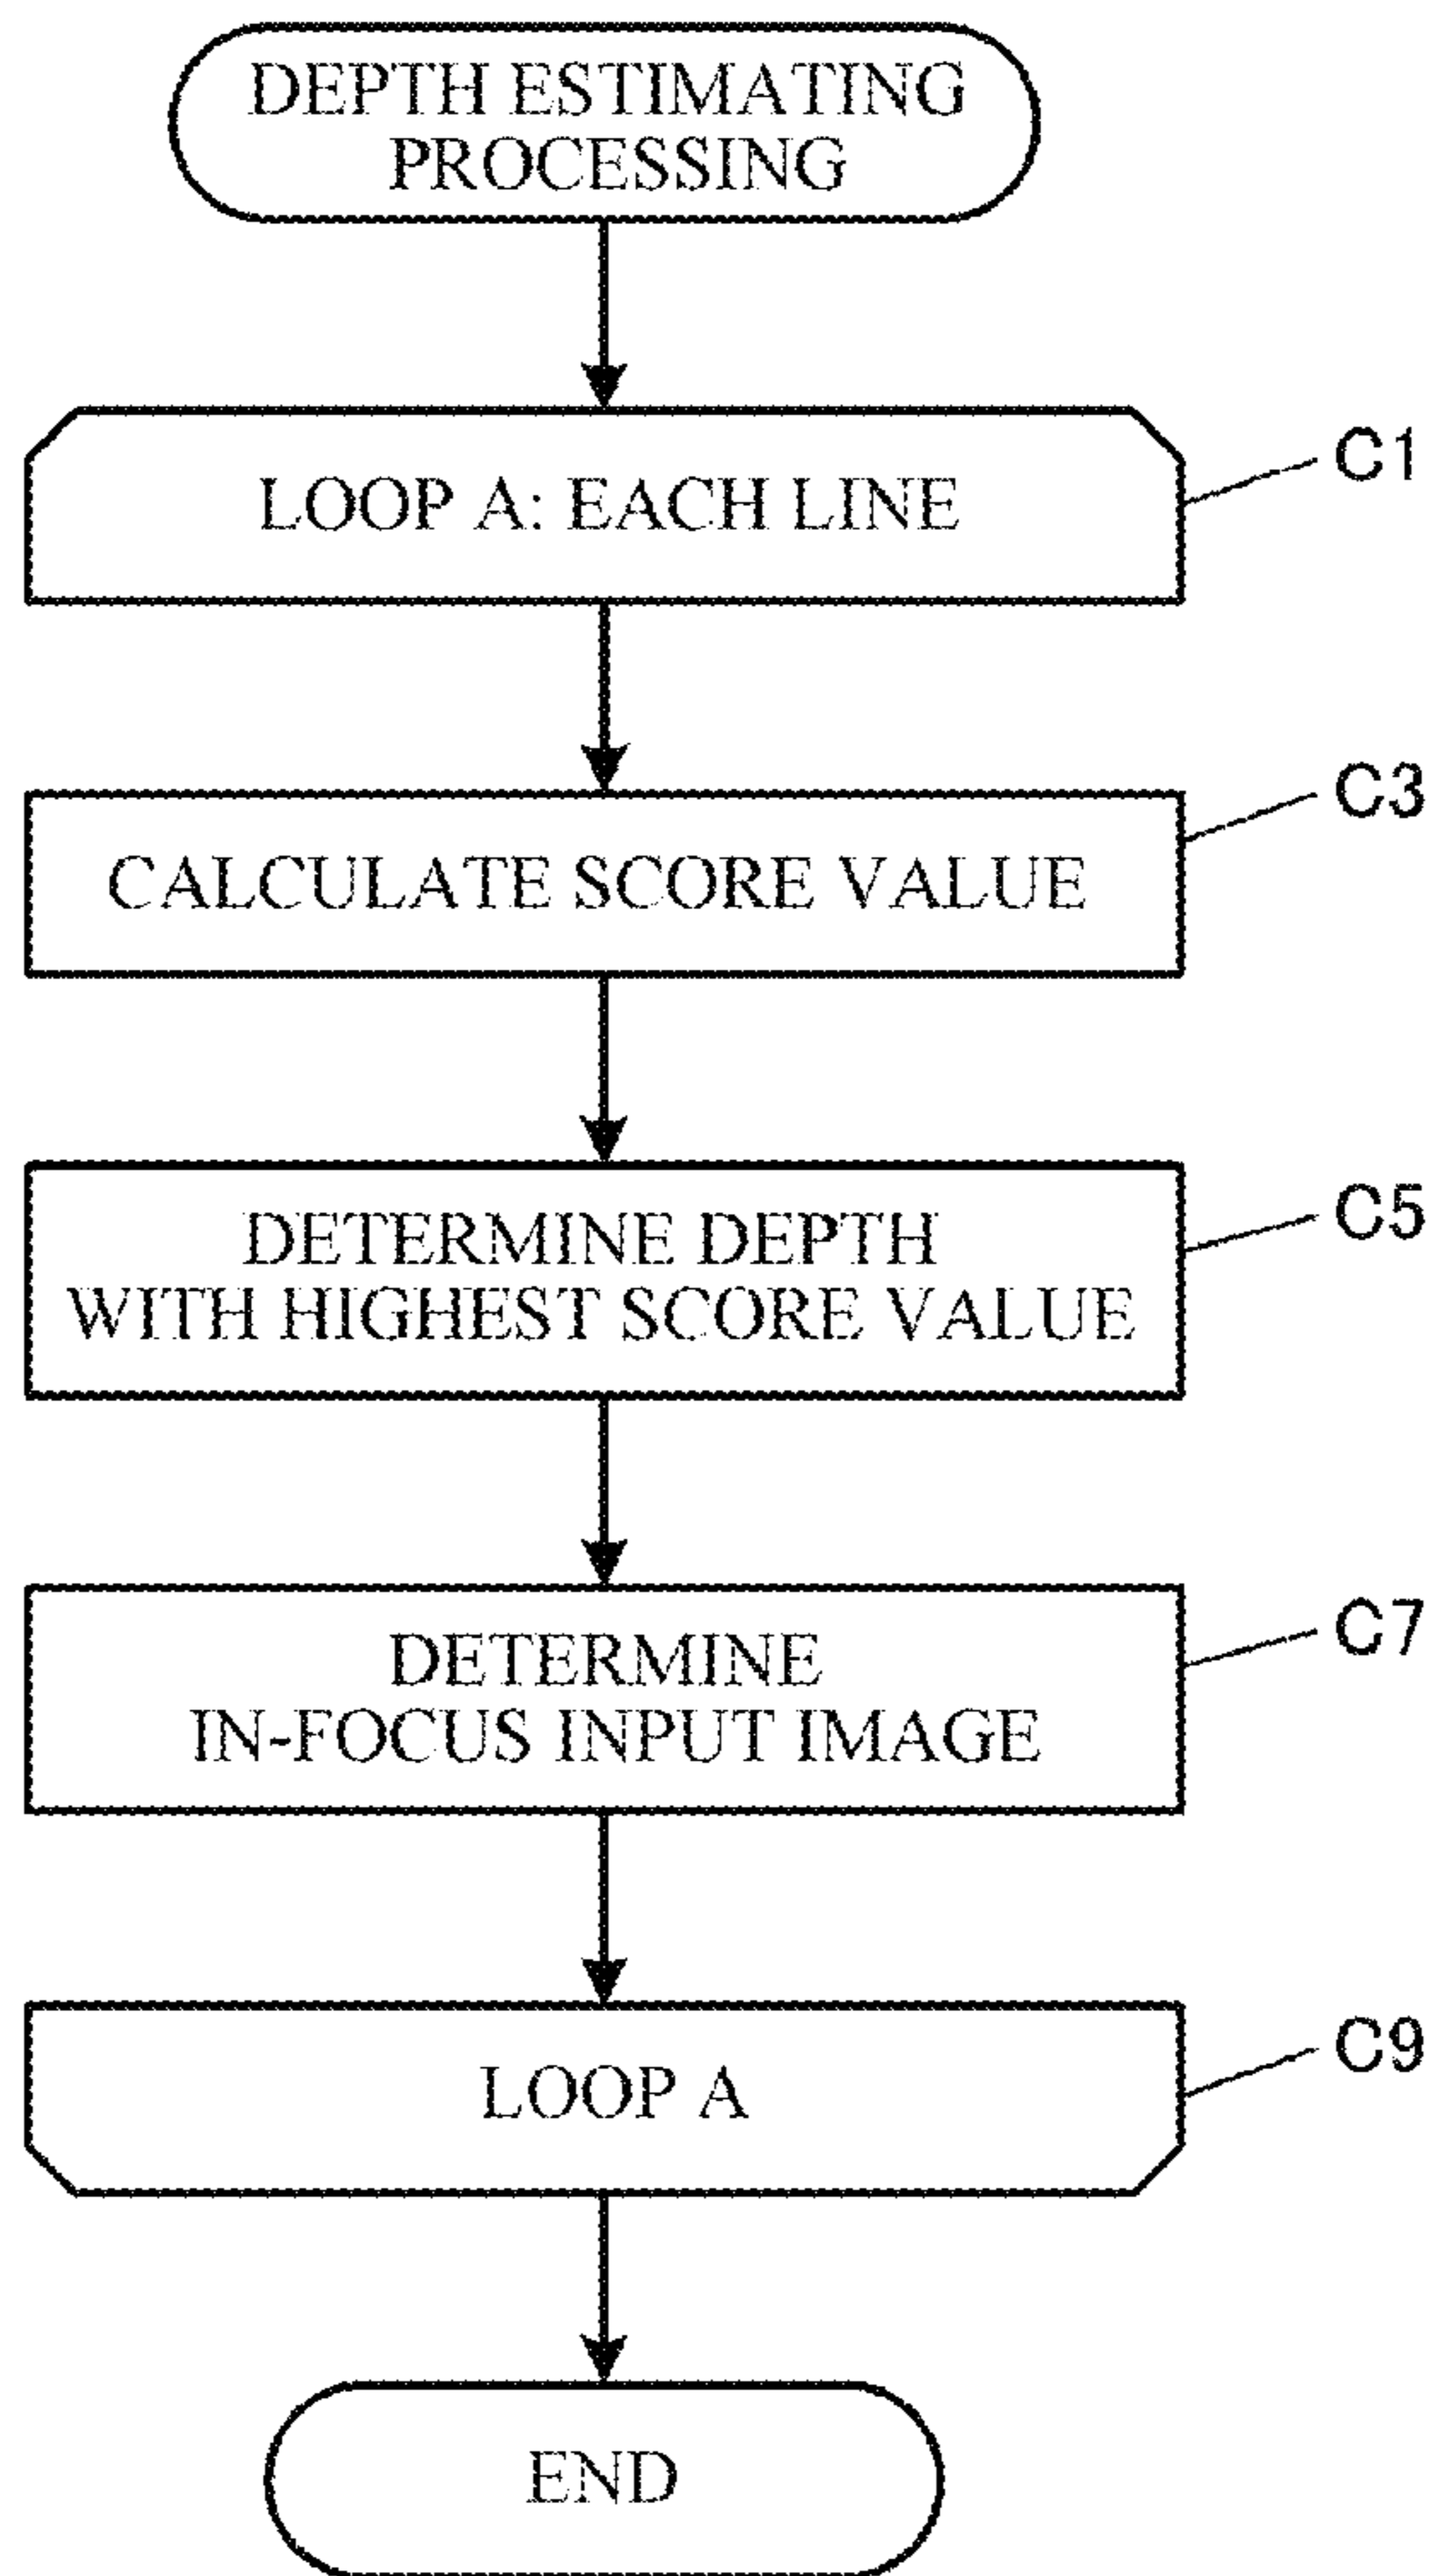 DEPTH ESTIMATING
PROCESSING
LOOP A: EACH LINE
C1
CALCULATE SCORE VALUE
C3
DETERMINE DEPTH
WITH HIGHEST SCORE VALUE
C5
DETERMINE
IN-FOCUS INPUT IMAGE
C7
LOOP A
C9
END